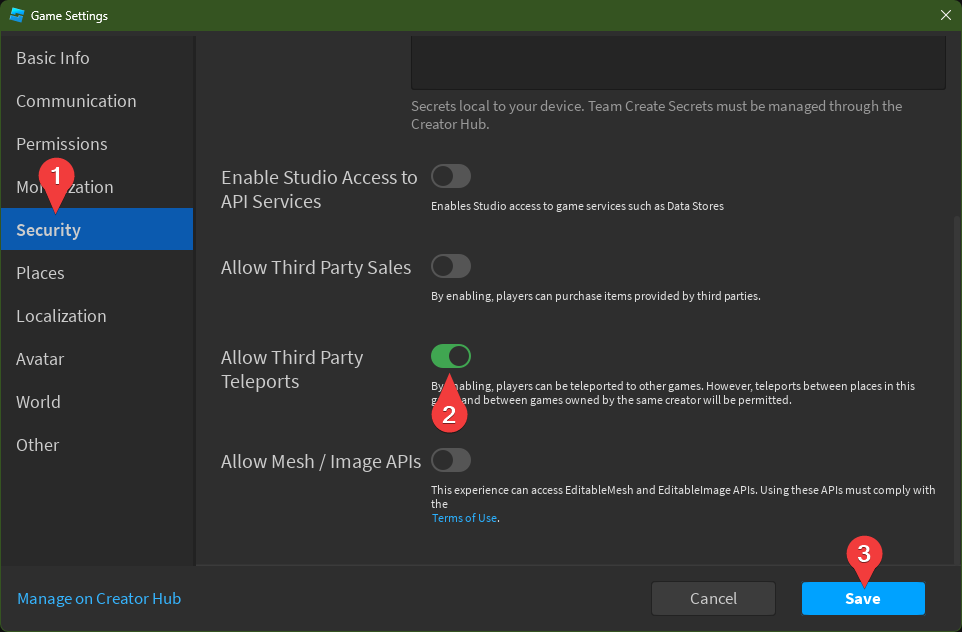 Game Settings
Basic Info
Communication
Permissions
1
Security
Places
Localization
Avatar
World
Other
Manage on Creator Hub
Secrets local to your device. Team Create Secrets must be managed through the
Creator Hub.
Enable Studio Access to
API Services
Enables Studio access to game services such as Data Stores
Allow Third Party Sales
By enabling, players can purchase items provided by third parties.
Allow Third Party
Teleports
By enabling, players can be teleported to other games. However, teleports between places in this
and between games owned by the same creator will be permitted.
2
Allow Mesh / Image APIs
This experience can access EditableMesh and EditableImage APIs. Using these APIs must comply with
the
Terms of Use.
3
Cancel
Save